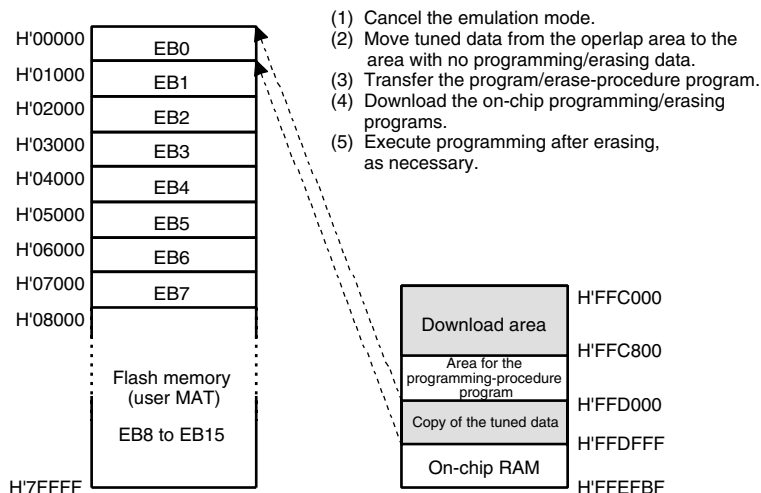 (1) Cancel the emulation mode.
(2) Move tuned data from the operlap area to the
area with no programming/erasing data.
(3) Transfer the program/erase-procedure program.
(4) Download the on-chip programming/erasing
programs.
(5) Execute programming after erasing,
as necessary.
H'00000
EB0
H'01000
EB1
H'02000
EB2
H'03000
EB3
H'04000
EB4
H'05000
EB5
H'06000
EB6
H'07000
EB7
H'08000
Flash memory
(user MAT)
EB8 to EB15
H'7FFFF
H'FFC000
Download area
H'FFC800
Area for the
programming-procedure
program
H'FFD000
Copy of the tuned data
H'FFDFFF
On-chip RAM
H'FFEFBF